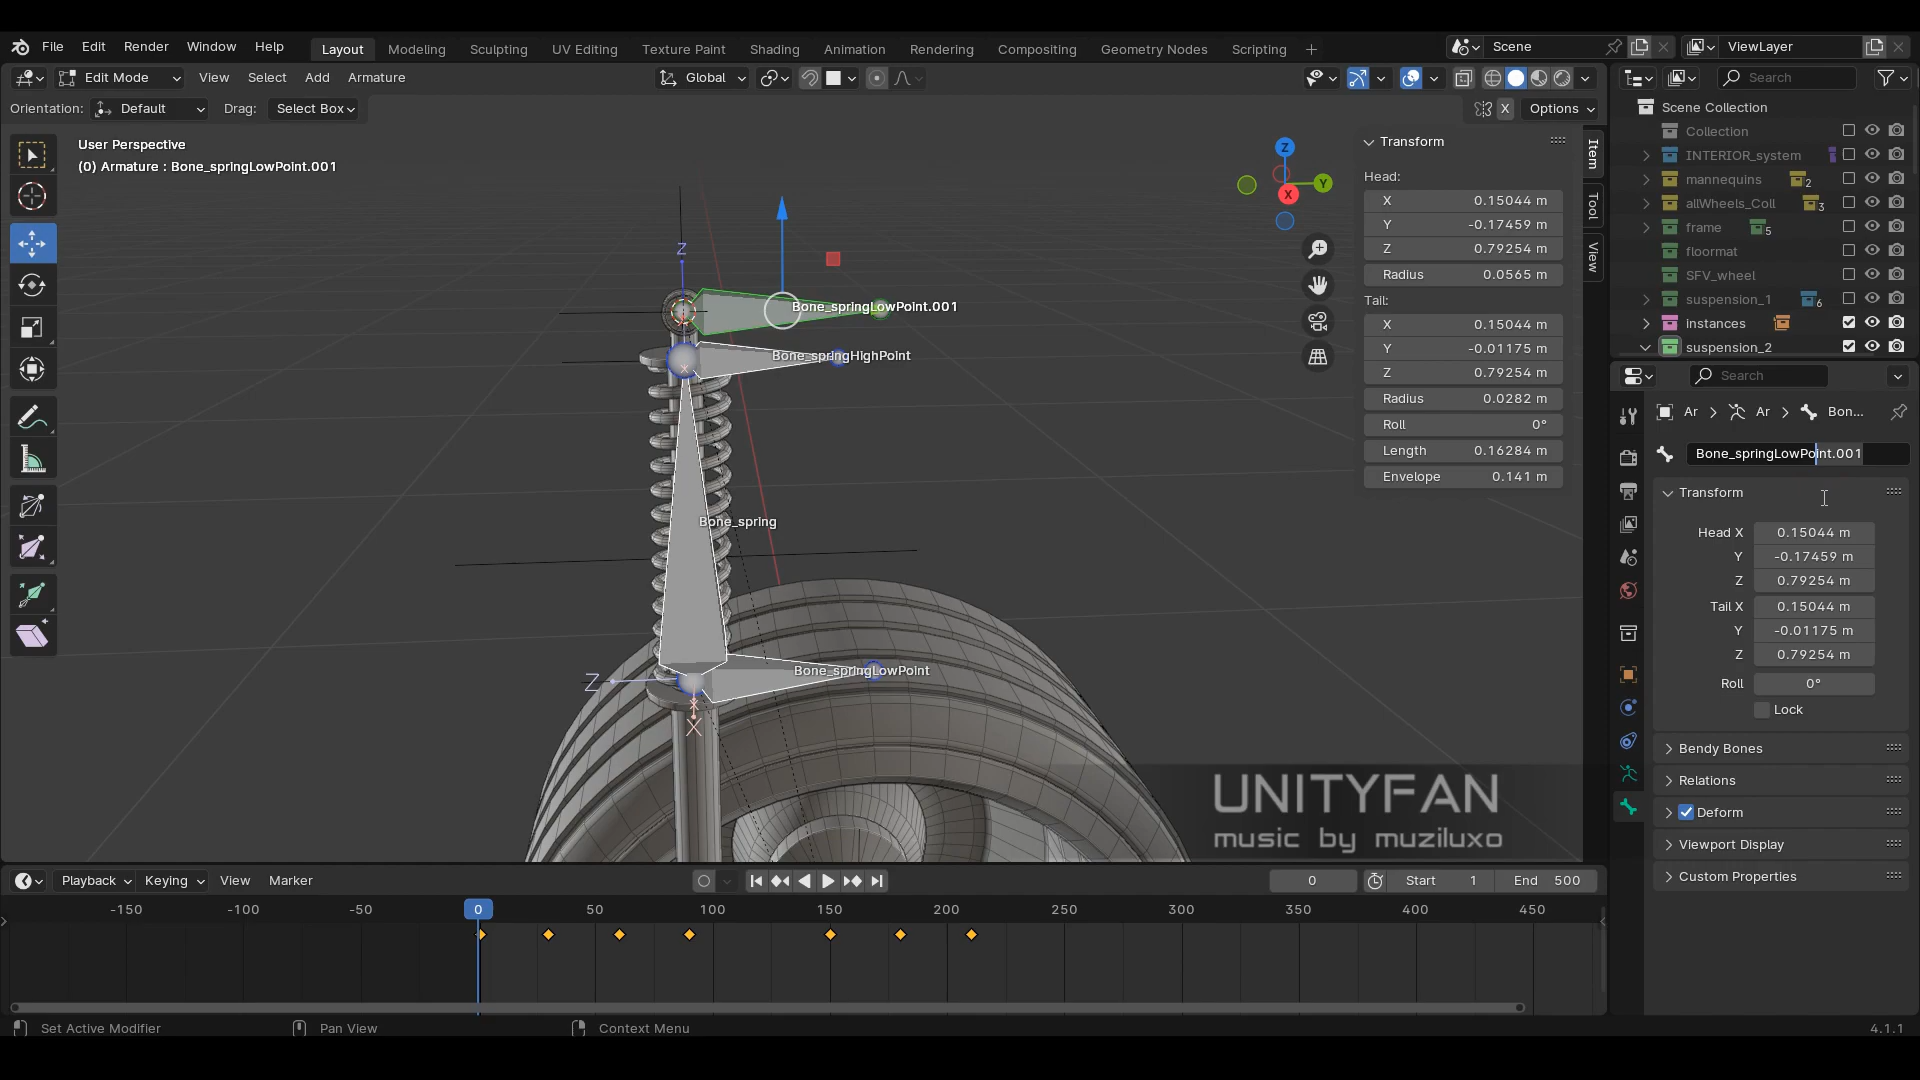 File Edit Render Window Help Layout Modeling Sculpting UV Editing Texture Paint Shading Animation Rendering Compositing Geometry Nodes Scripting + Scene ViewLayer
Edit Mode View Select Add Armature Global Search
Orientation: Default Drag: Select Box X Options
User Perspective
(0) Armature : Bone_springLowPoint.001
Z
Y
X
Z
Bone_springLowPoint.001
Bone_springHighPoint
Bone_spring
Bone_springLowPoint
Z
X
Transform
Head:
X 0.15044 m
Y -0.17459 m
Z 0.79254 m
Radius 0.0565 m
Tail:
X 0.15044 m
Y -0.01175 m
Z 0.79254 m
Radius 0.0282 m
Roll 0°
Length 0.16284 m
Envelope 0.141 m
Item
Tool
View
Scene Collection
Collection
INTERIOR_system
mannequins 2
allWheels_Coll 3
frame 5
floormat
SFV_wheel
suspension_1 6
instances
suspension_2
Search
Ar > Ar > Bon...
Bone_springLowPoint.001
Transform
Head X 0.15044 m
Y -0.17459 m
Z 0.79254 m
Tail X 0.15044 m
Y -0.01175 m
Z 0.79254 m
Roll 0°
Lock
Bendy Bones
Relations
Deform
Viewport Display
Custom Properties
UNITYFAN
music by muziluxo
Playback Keying View Marker 0 Start 1 End 500
-150 -100 -50 0 50 100 150 200 250 300 350 400 450
Set Active Modifier Pan View Context Menu 4.1.1